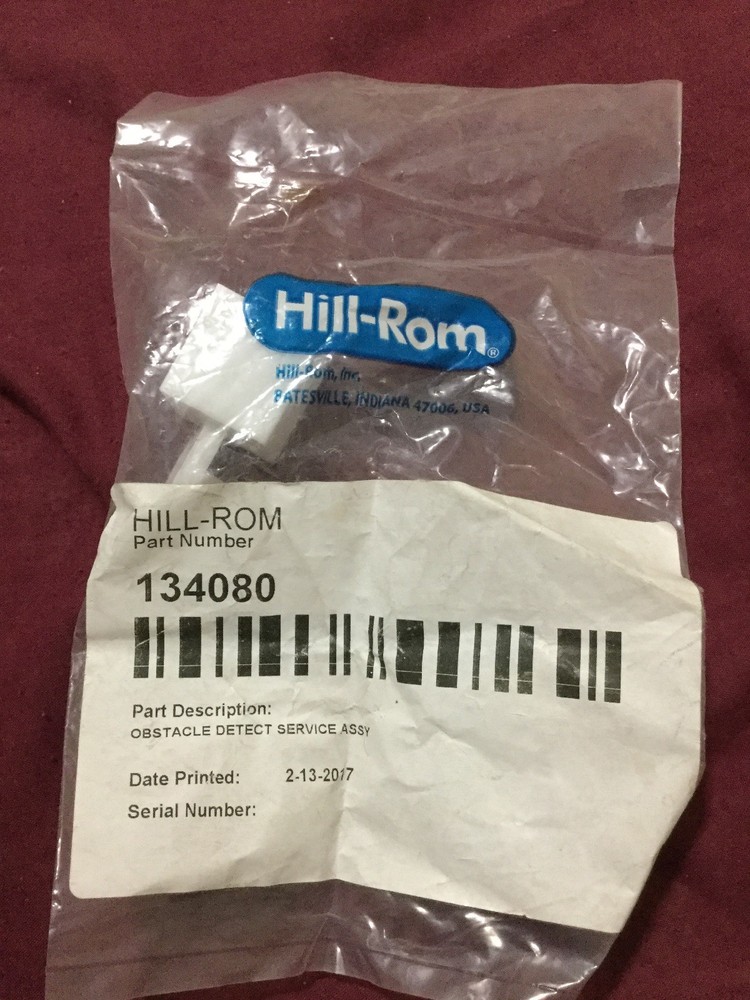 Hill-Rom®
Hill-Rom, Inc.
BATESVILLE, INDIANA 47006, USA
HILL-ROM
Part Number
134080
Part Description:
OBSTACLE DETECT SERVICE ASSY
Date Printed: 2-13-2017
Serial Number: